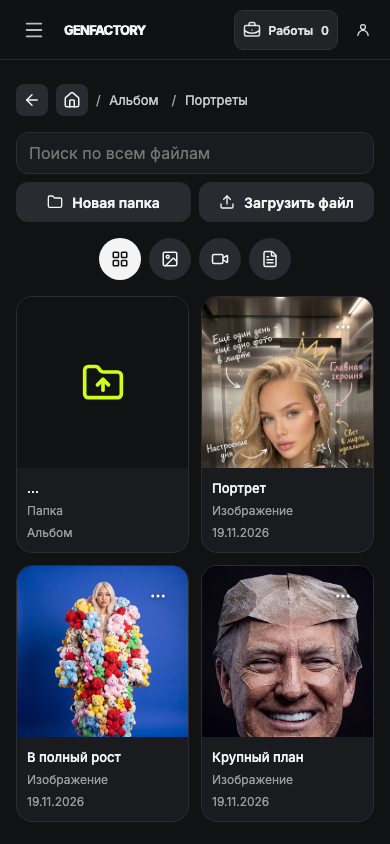 GENFACTORY
Работы 0
/ Альбом / Портреты
Поиск по всем файлам
Новая папка
Загрузить файл
Ещё один день
ещё одно фото
в лифте
Главная
героиня
Настроение
дня
Свет
в лифте
идеальный
...
Папка
Альбом
Портрет
Изображение
19.11.2026
В полный рост
Изображение
19.11.2026
Крупный план
Изображение
19.11.2026